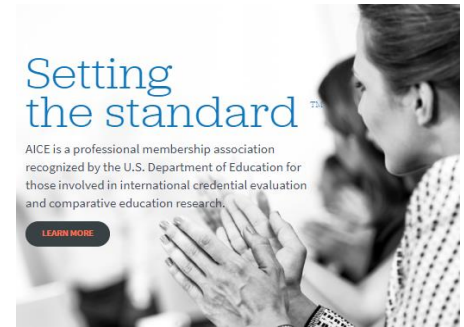 Setting
the standard ™
AICE is a professional membership association
recognized by the U.S. Department of Education for
those involved in international credential evaluation
and comparative education research.
LEARN MORE